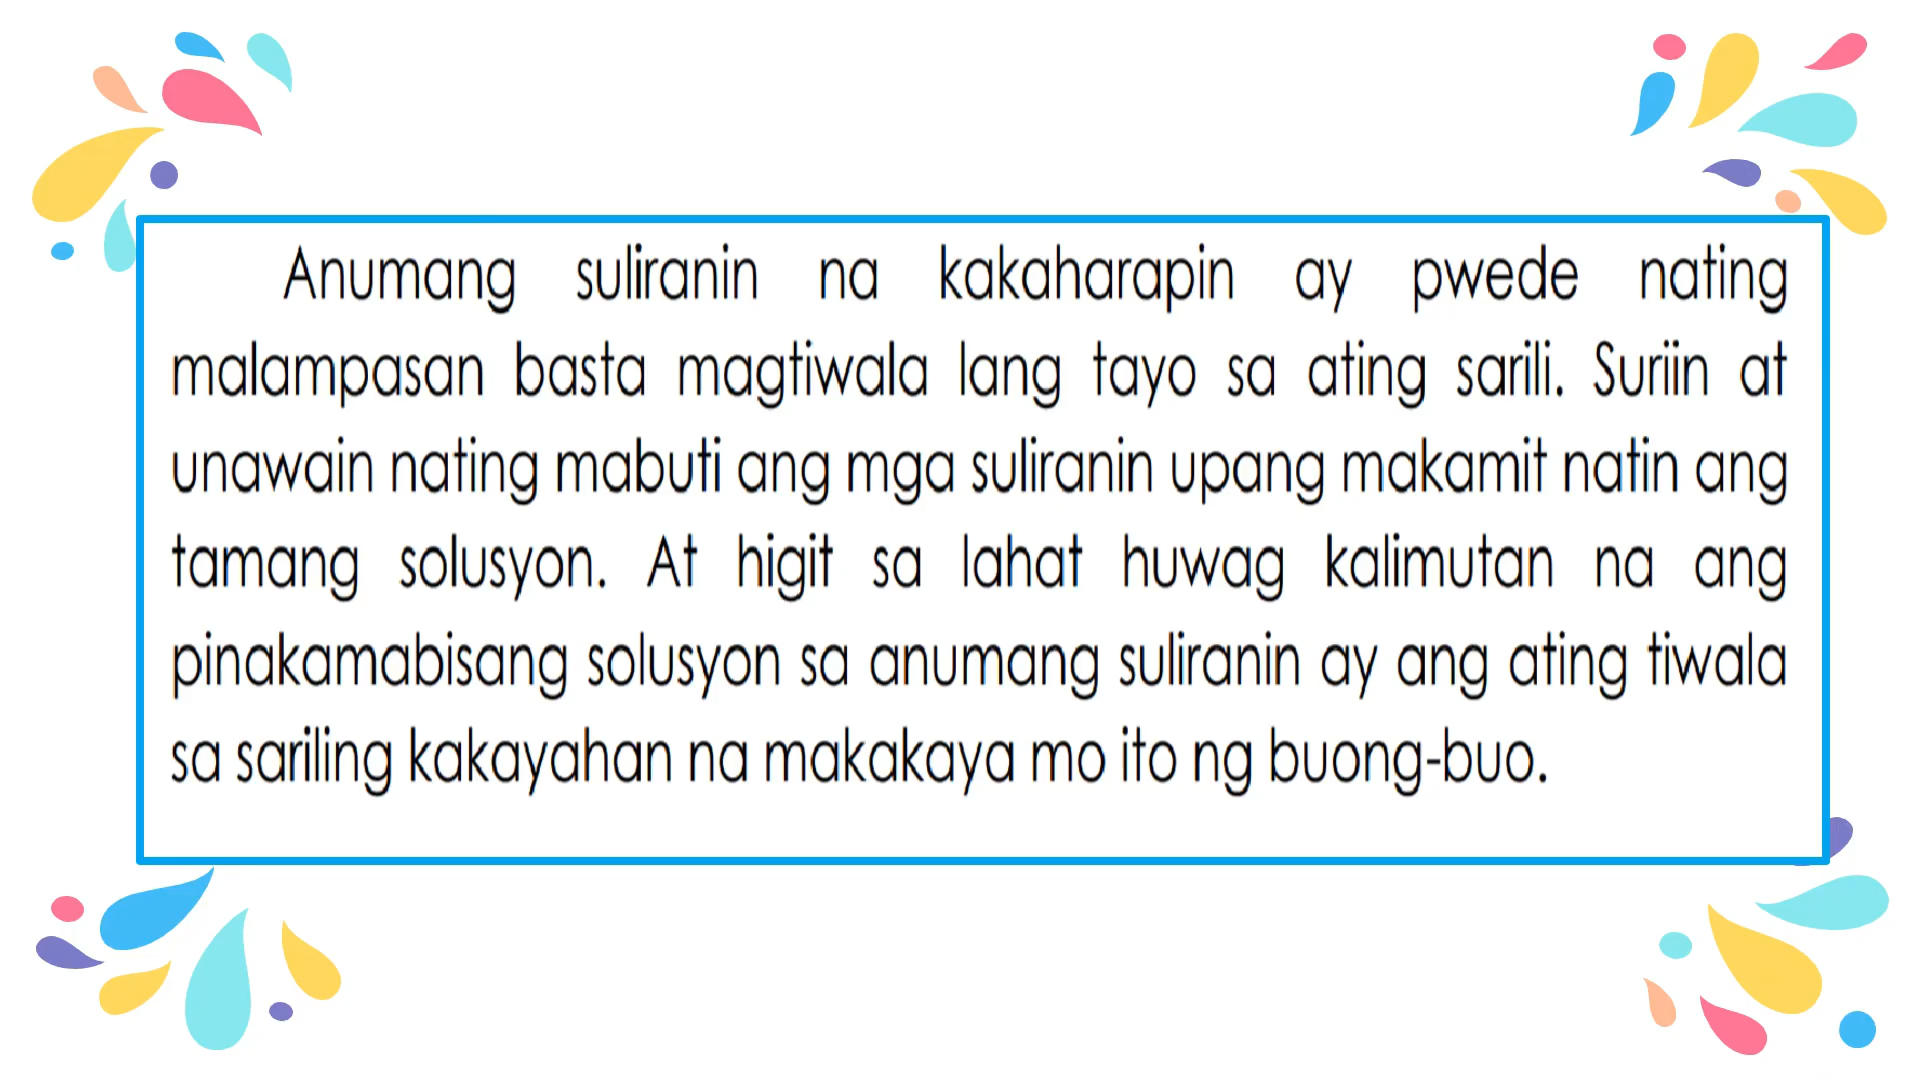 Anumang suliranin na kakaharapin ay pwede nating
malampasan basta magtiwala lang tayo sa ating sarili. Suriin at
unawain nating mabuti ang mga suliranin upang makamit natin ang
tamang solusyon. At higit sa lahat huwag kalimutan na ang
pinakamabisang solusyon sa anumang suliranin ay ang ating tiwala
sa sariling kakayahan na makakaya mo ito ng buong-buo.